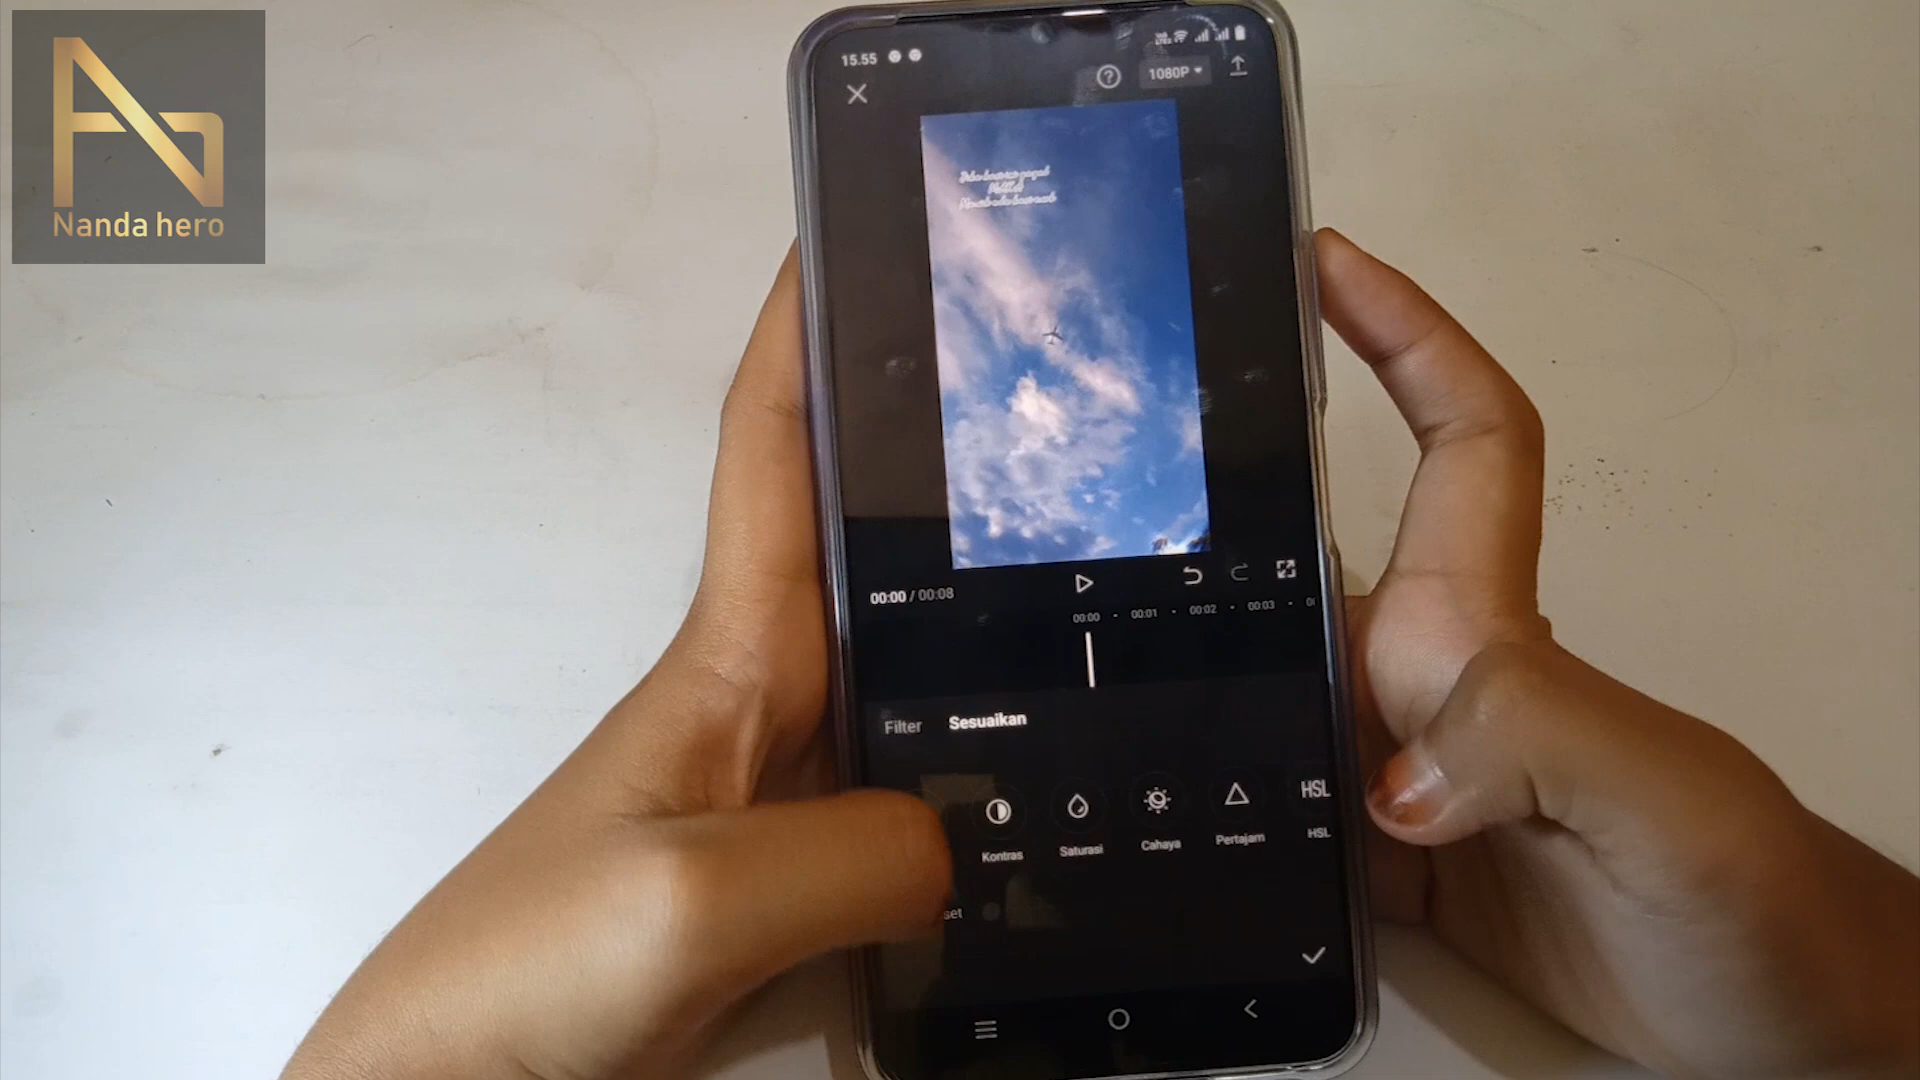 Nanda hero
15.55
1080P
00:00 / 00:08
00:00 00:01 00:02 00:03
Filter Sesuaikan
HSL
Kontras Saturasi Cahaya Pertajam HSL